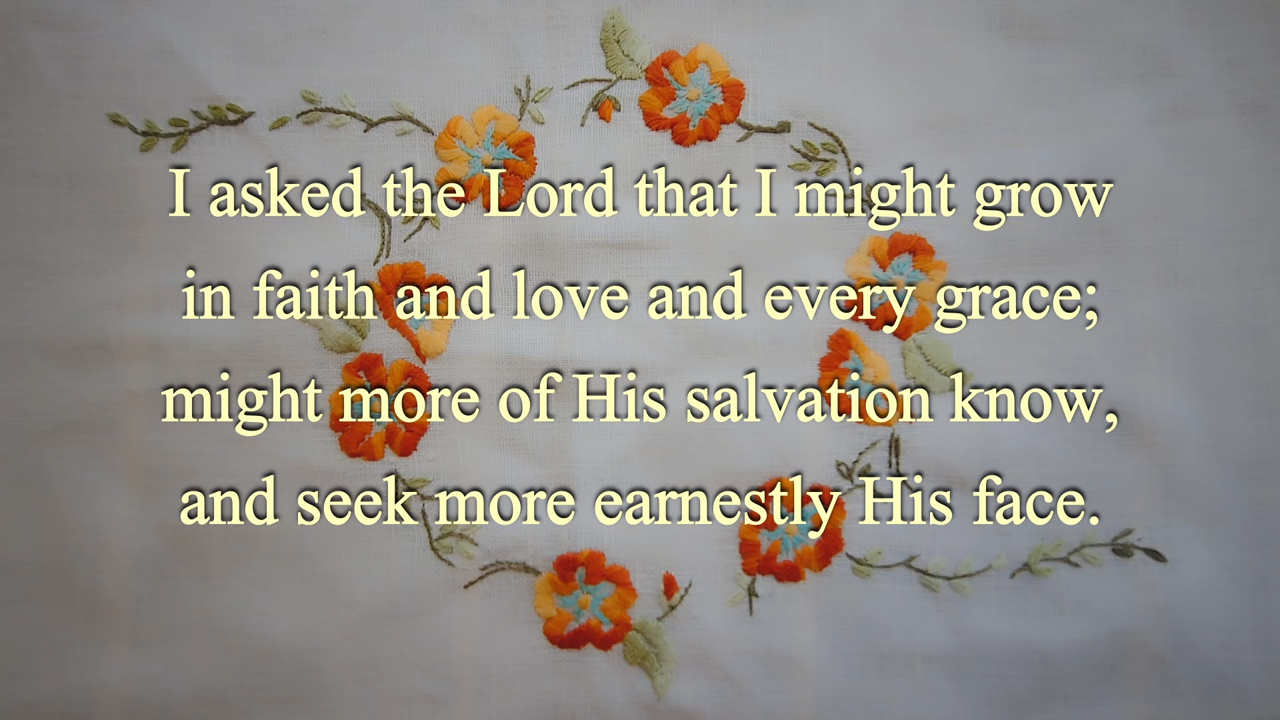 I asked the Lord that I might grow
in faith and love and every grace;
might more of His salvation know,
and seek more earnestly His face.